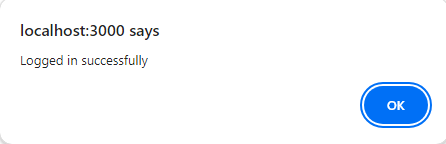 localhost:3000 says
Logged in successfully
OK